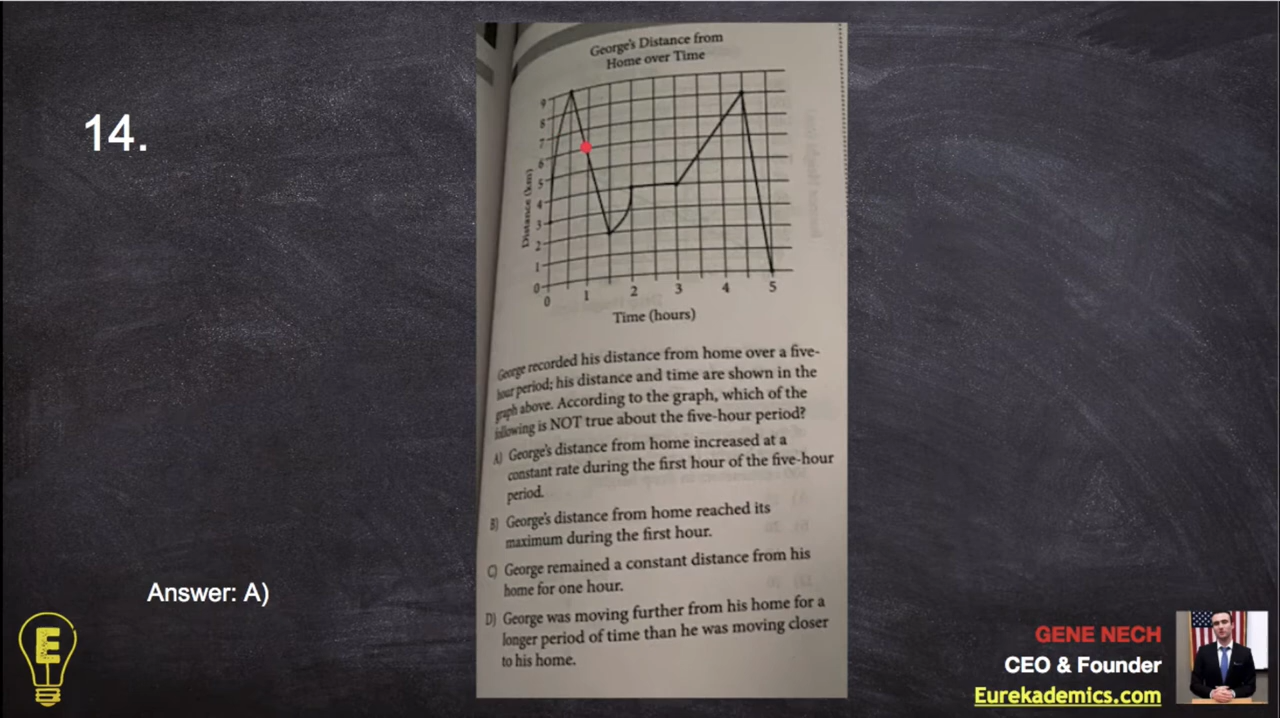 14.
George's Distance from
Home over Time
9
8
7
6
5
4
3
2
1
0
Distance (km)
0 1 2 3 4 5
Time (hours)
George recorded his distance from home over a five-
hour period; his distance and time are shown in the
graph above. According to the graph, which of the
following is NOT true about the five-hour period?
A) George's distance from home increased at a
constant rate during the first hour of the five-hour
period.
B) George's distance from home reached its
maximum during the first hour.
C) George remained a constant distance from his
home for one hour.
D) George was moving further from his home for a
longer period of time than he was moving closer
to his home.
Answer: A)
E
GENE NECH
CEO & Founder
Eurekademics.com